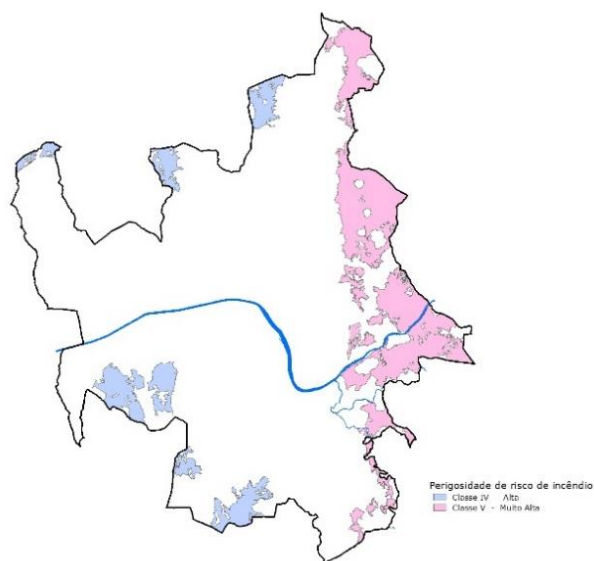 Perigosidade de risco de incêndio
Classe IV - Alto
Classe V - Muito Alta